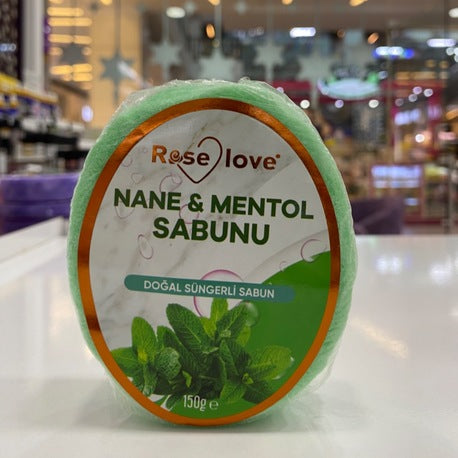 Rose love®
NANE & MENTOL
SABUNU
DOĞAL SÜNGERLİ SABUN
150g ℮